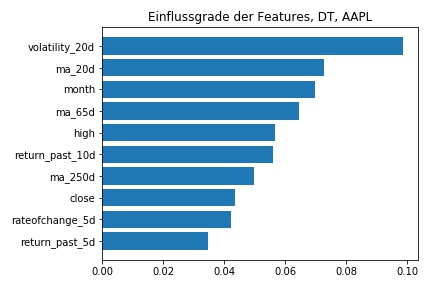 Einflussgrade der Features, DT, AAPL
volatility_20d
ma_20d
month
ma_65d
high
return_past_10d
ma_250d
close
rateofchange_5d
return_past_5d
0.00 0.02 0.04 0.06 0.08 0.10